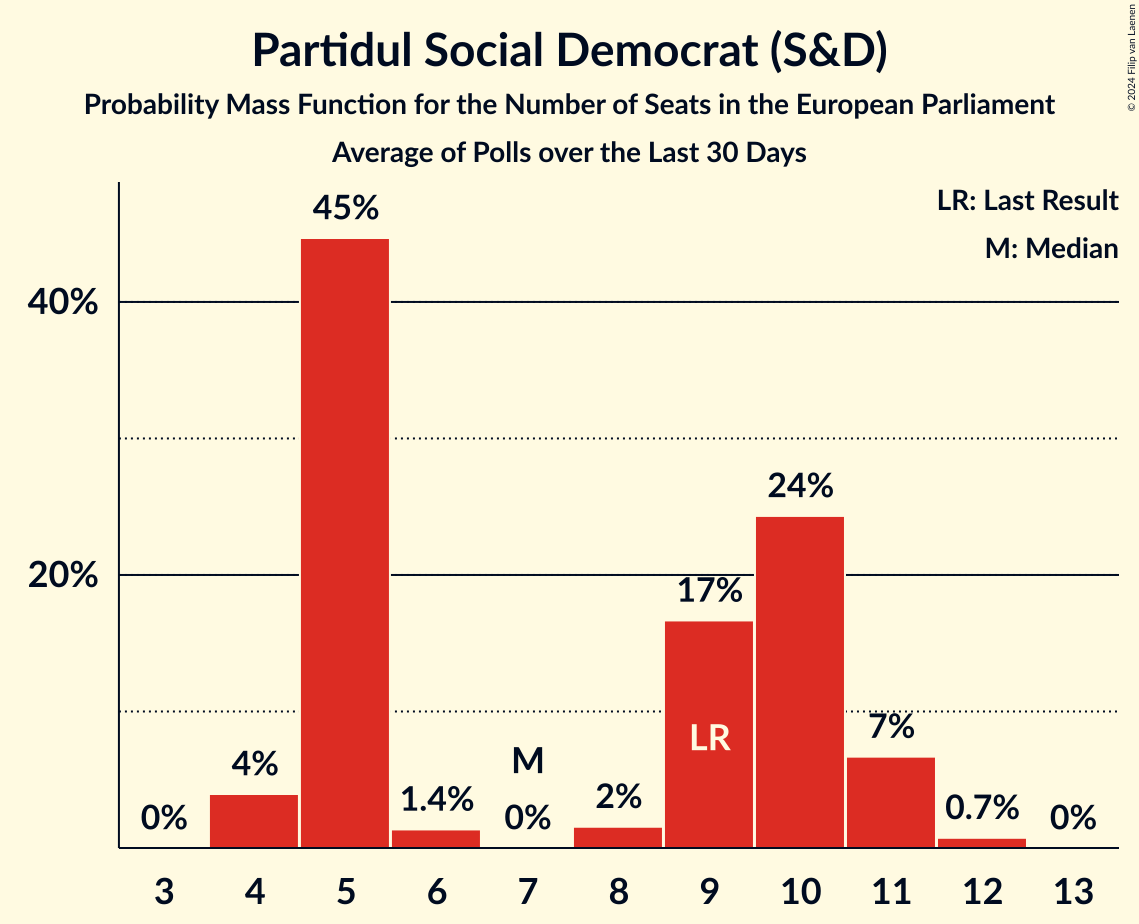 Partidul Social Democrat (S&D)
Probability Mass Function for the Number of Seats in the European Parliament
Average of Polls over the Last 30 Days
© 2024 Filip van Laenen
LR: Last Result
M: Median
45%
40%
24%
20%
17%
LR
7%
M
4%
2%
1.4%
0.7%
0%
0%
0%
3 4 5 6 7 8 9 10 11 12 13